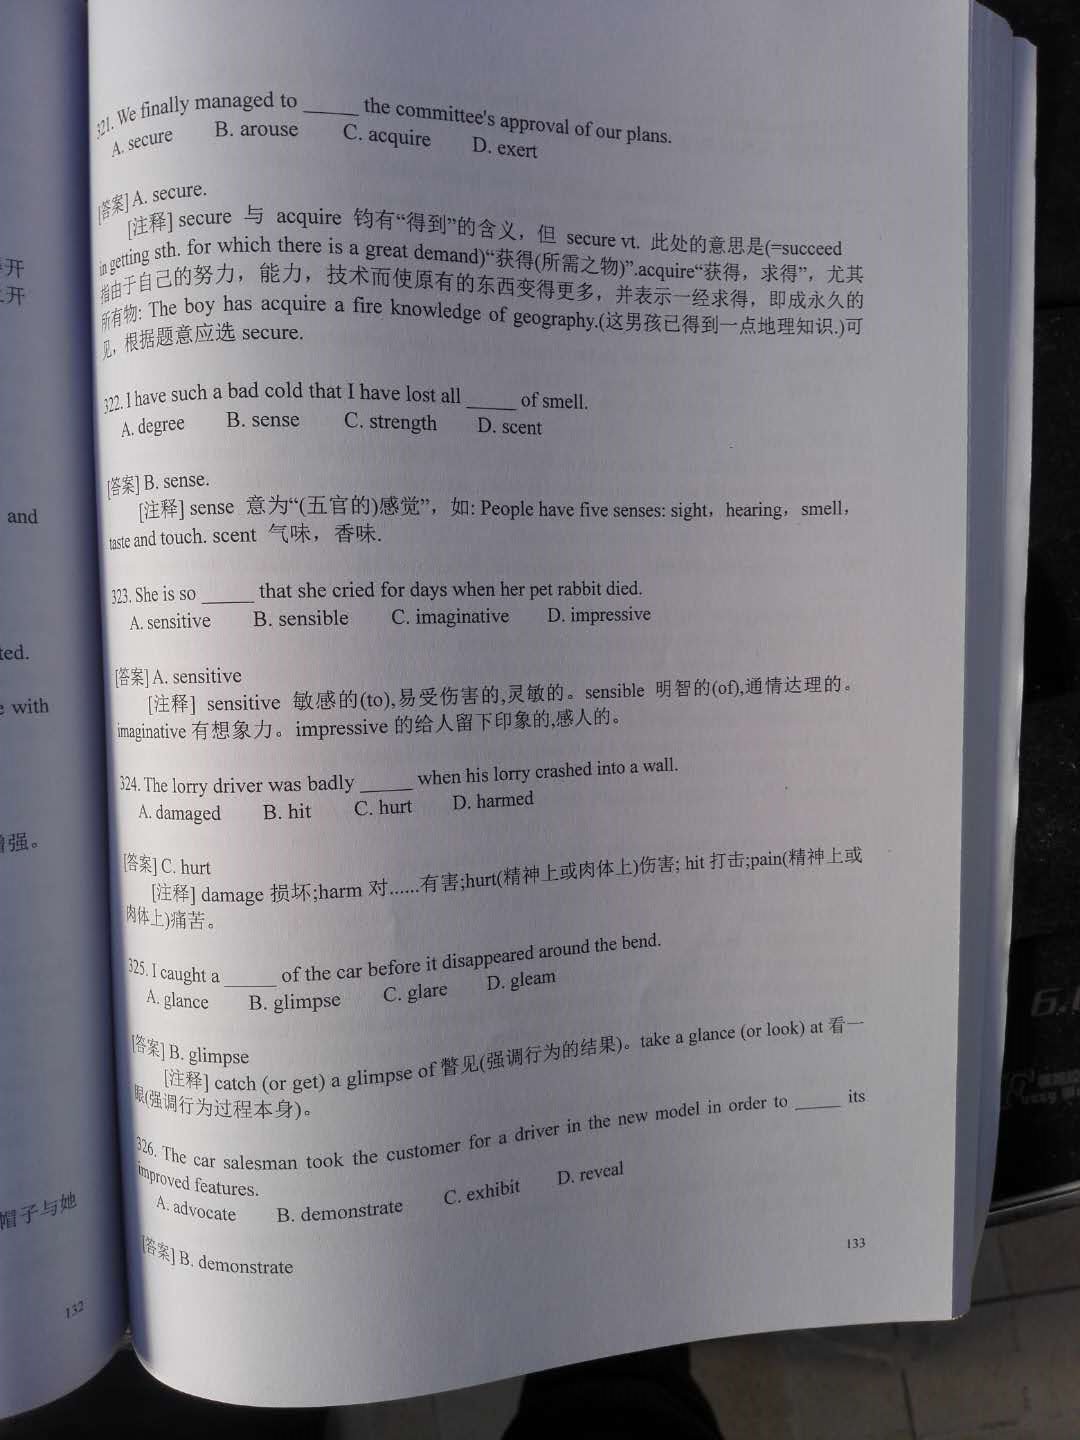 开
开
and
ted.
with
增强。
帽子与她
132
321. We finally managed to _____ the committee's approval of our plans.
A. secure B. arouse C. acquire D. exert
[答案] A. secure.
[注释] secure 与 acquire 钧有“得到”的含义，但 secure vt. 此处的意思是(=succeed
in getting sth. for which there is a great demand)“获得(所需之物)”.acquire“获得，求得”，尤其
指由于自己的努力，能力，技术而使原有的东西变得更多，并表示一经求得，即成永久的
所有物: The boy has acquire a fire knowledge of geography.(这男孩已得到一点地理知识.)可
见，根据题意应选 secure.
322. I have such a bad cold that I have lost all _____ of smell.
A. degree B. sense C. strength D. scent
[答案] B. sense.
[注释] sense 意为“(五官的)感觉”，如: People have five senses: sight，hearing，smell，
taste and touch. scent 气味，香味.
323. She is so _____ that she cried for days when her pet rabbit died.
A. sensitive B. sensible C. imaginative D. impressive
[答案] A. sensitive
[注释] sensitive 敏感的(to),易受伤害的,灵敏的。sensible 明智的(of),通情达理的。
imaginative 有想象力。impressive 的给人留下印象的,感人的。
324. The lorry driver was badly _____ when his lorry crashed into a wall.
A. damaged B. hit C. hurt D. harmed
[答案] C. hurt
[注释] damage 损坏;harm 对......有害;hurt(精神上或肉体上)伤害; hit 打击;pain(精神上或
肉体上)痛苦。
325. I caught a _____ of the car before it disappeared around the bend.
A. glance B. glimpse C. glare D. gleam
[答案] B. glimpse
[注释] catch (or get) a glimpse of 瞥见(强调行为的结果)。take a glance (or look) at 看一
眼(强调行为过程本身)。
326. The car salesman took the customer for a driver in the new model in order to _____ its
improved features.
A. advocate B. demonstrate C. exhibit D. reveal
[答案] B. demonstrate
133